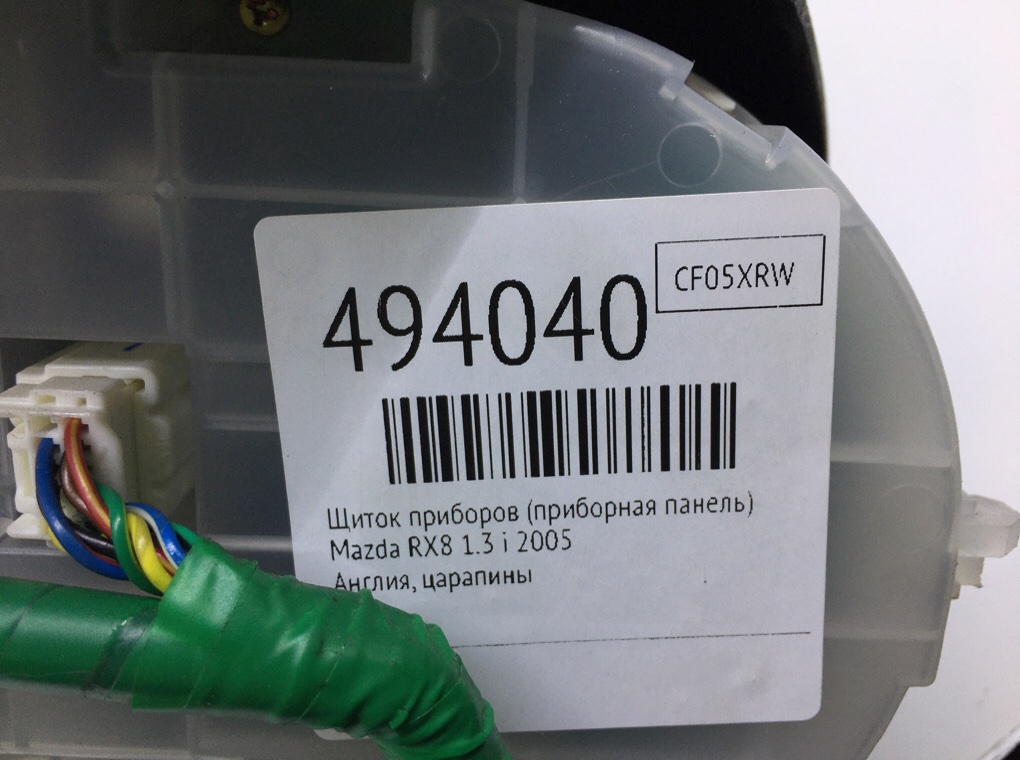 494040
CF05XRW
Щиток приборов (приборная панель)
Mazda RX8 1.3 i 2005
Англия, царапины